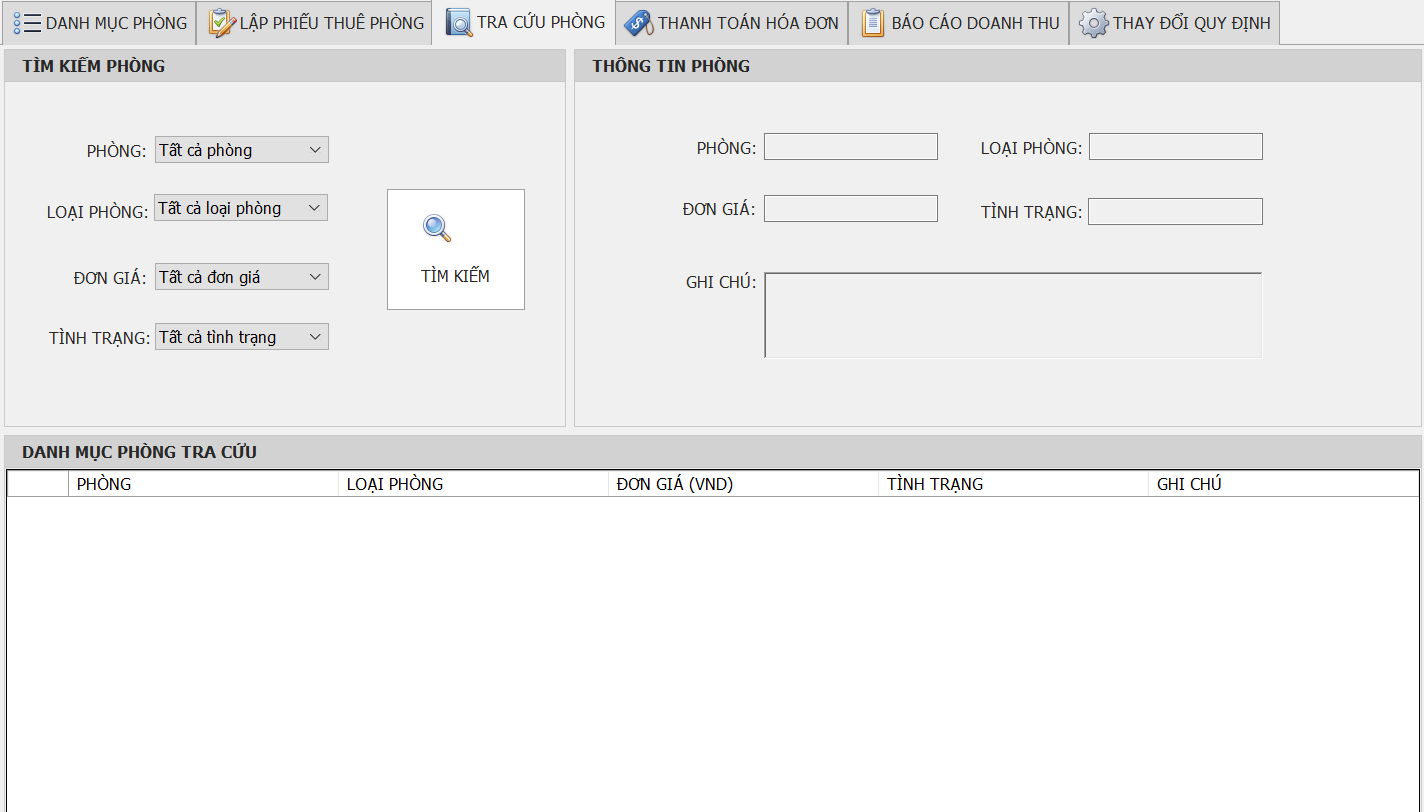 DANH MỤC PHÒNG LẬP PHIẾU THUÊ PHÒNG TRA CỨU PHÒNG THANH TOÁN HÓA ĐƠN BÁO CÁO DOANH THU THAY ĐỔI QUY ĐỊNH
TÌM KIẾM PHÒNG
PHÒNG: Tất cả phòng
LOẠI PHÒNG: Tất cả loại phòng
ĐƠN GIÁ: Tất cả đơn giá
TÌNH TRẠNG: Tất cả tình trạng
TÌM KIẾM
THÔNG TIN PHÒNG
PHÒNG: LOẠI PHÒNG:
ĐƠN GIÁ: TÌNH TRẠNG:
GHI CHÚ:
DANH MỤC PHÒNG TRA CỨU
PHÒNG LOẠI PHÒNG ĐƠN GIÁ (VND) TÌNH TRẠNG GHI CHÚ